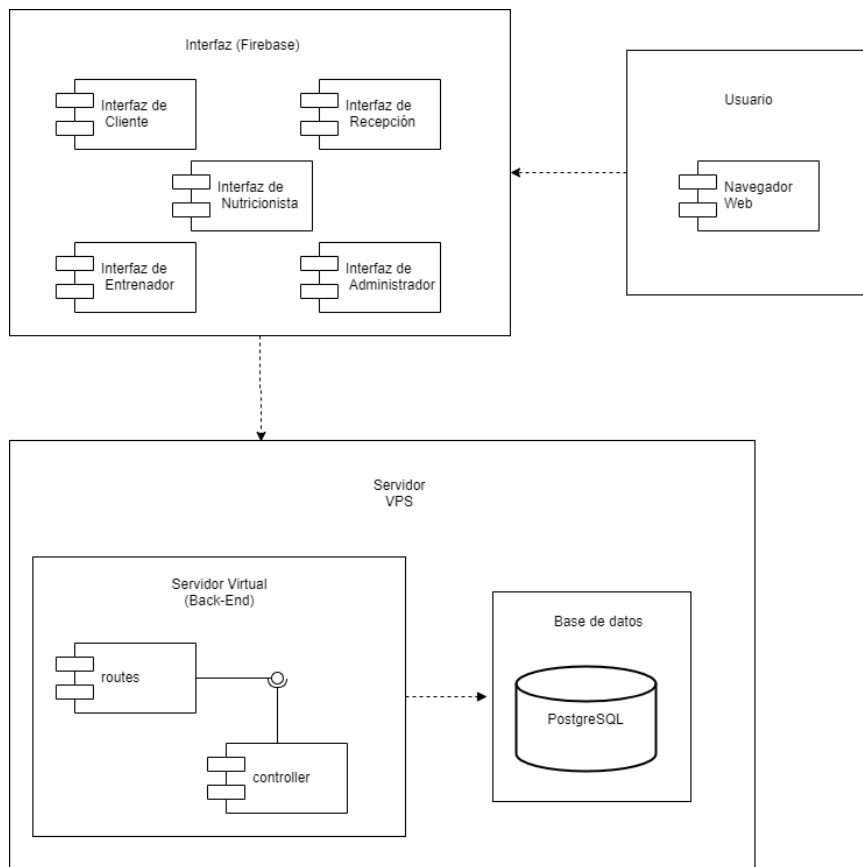 Interfaz (Firebase)
Interfaz de
Cliente
Interfaz de
Recepción
Interfaz de
Nutricionista
Interfaz de
Entrenador
Interfaz de
Administrador
Usuario
Navegador
Web
Servidor
VPS
Servidor Virtual
(Back-End)
routes
controller
Base de datos
PostgreSQL